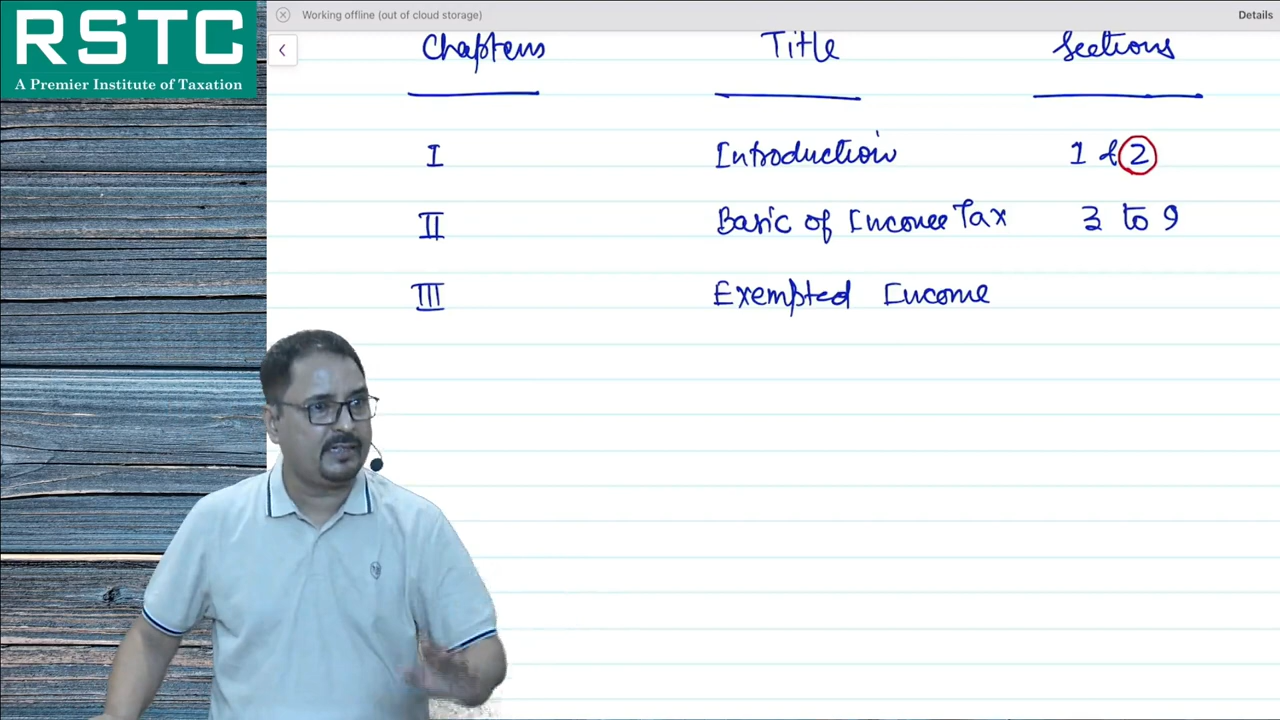 RSTC
A Premier Institute of Taxation
Working offline (out of cloud storage)
Details
Chapters Title Sections
I Introduction 1 & 2
II Basic of Income Tax 3 to 9
III Exempted Income